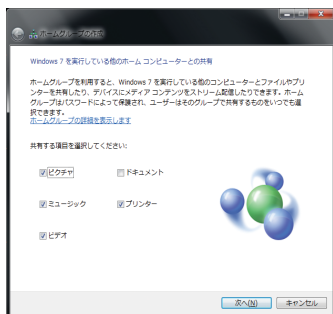 ホームグループの作成
Windows 7 を実行している他のホーム コンピューターとの共有
ホームグループを利用すると、Windows 7 を実行している他のコンピューターとファイルやプリ
ンターを共有したり、デバイスにメディア コンテンツをストリーム配信したりできます。ホーム
グループはパスワードによって保護され、ユーザーはそのグループで共有するものをいつでも選
択できます。
ホームグループの詳細を表示します
共有する項目を選択してください:
ピクチャ ドキュメント
ミュージック プリンター
ビデオ
次へ(N) キャンセル